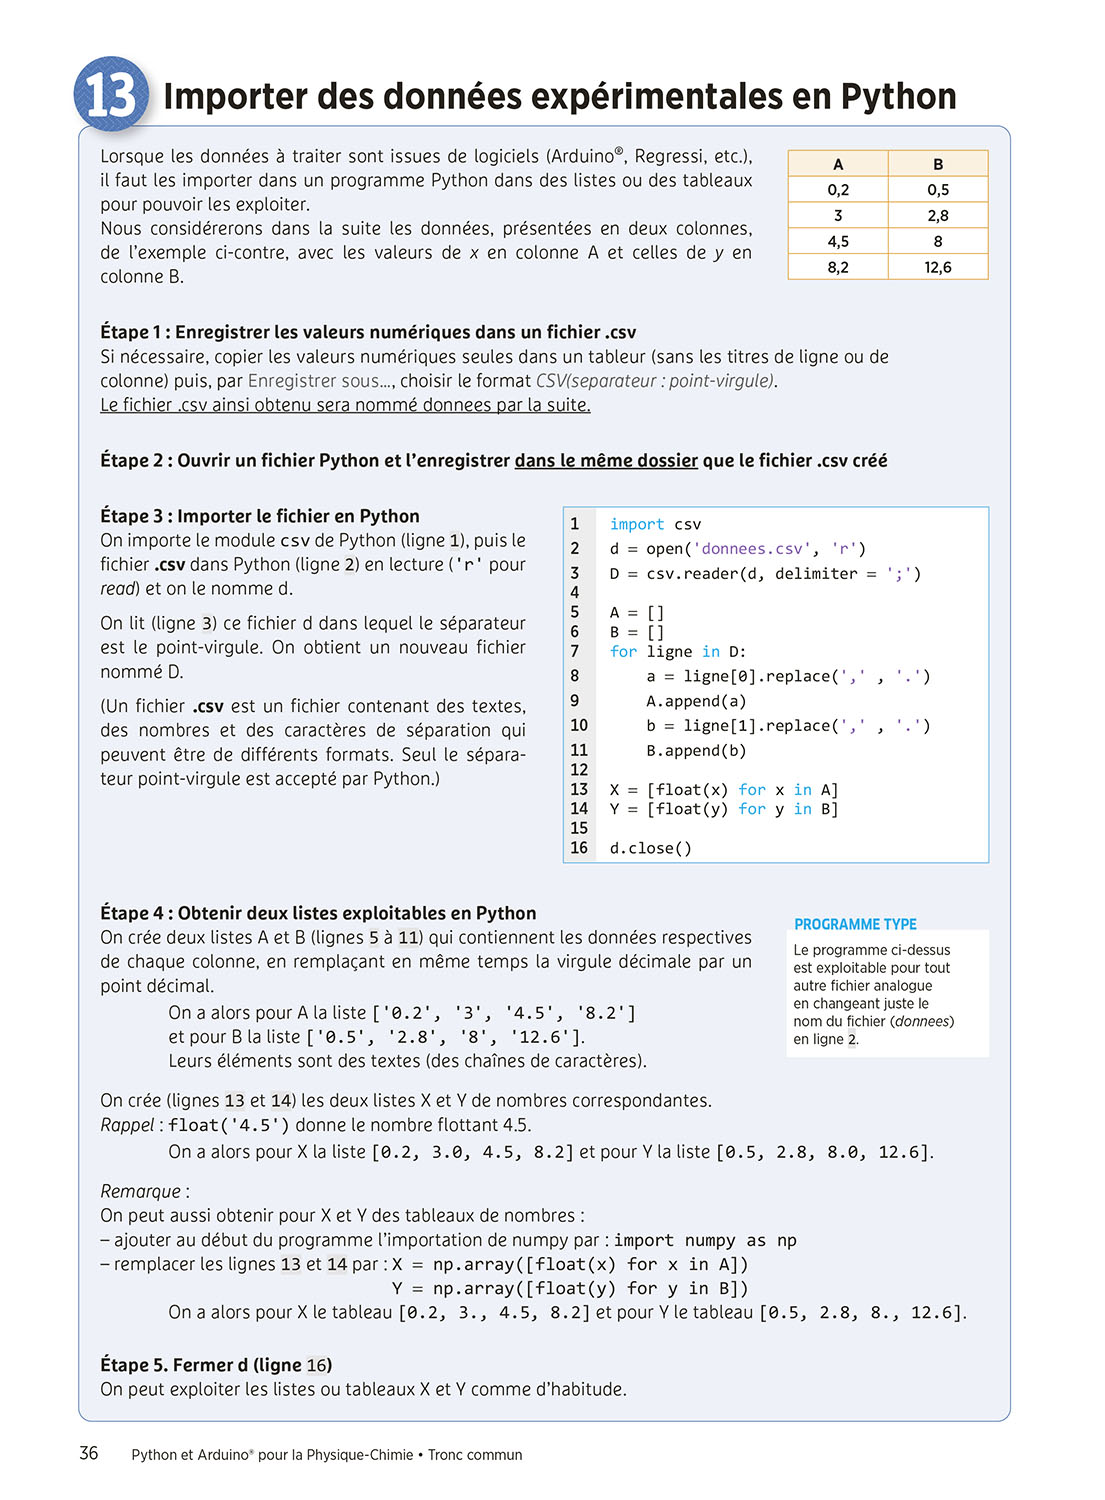 13 Importer des données expérimentales en Python
Lorsque les données à traiter sont issues de logiciels (Arduino®, Regressi, etc.),
il faut les importer dans un programme Python dans des listes ou des tableaux
pour pouvoir les exploiter.
Nous considérerons dans la suite les données, présentées en deux colonnes,
de l'exemple ci-contre, avec les valeurs de x en colonne A et celles de y en
colonne B.
A B
0,2 0,5
3 2,8
4,5 8
8,2 12,6
Étape 1 : Enregistrer les valeurs numériques dans un fichier .csv
Si nécessaire, copier les valeurs numériques seules dans un tableur (sans les titres de ligne ou de
colonne) puis, par Enregistrer sous…, choisir le format CSV(separateur : point-virgule).
Le fichier .csv ainsi obtenu sera nommé donnees par la suite.
Étape 2 : Ouvrir un fichier Python et l'enregistrer dans le même dossier que le fichier .csv créé
Étape 3 : Importer le fichier en Python
On importe le module csv de Python (ligne 1), puis le
fichier .csv dans Python (ligne 2) en lecture ('r' pour
read) et on le nomme d.
On lit (ligne 3) ce fichier d dans lequel le séparateur
est le point-virgule. On obtient un nouveau fichier
nommé D.
(Un fichier .csv est un fichier contenant des textes,
des nombres et des caractères de séparation qui
peuvent être de différents formats. Seul le sépara-
teur point-virgule est accepté par Python.)
1 import csv
2 d = open('donnees.csv', 'r')
3 D = csv.reader(d, delimiter = ';')
4
5 A = []
6 B = []
7 for ligne in D:
8 a = ligne[0].replace(',' , '.')
9 A.append(a)
10 b = ligne[1].replace(',' , '.')
11 B.append(b)
12
13 X = [float(x) for x in A]
14 Y = [float(y) for y in B]
15
16 d.close()
Étape 4 : Obtenir deux listes exploitables en Python
On crée deux listes A et B (lignes 5 à 11) qui contiennent les données respectives
de chaque colonne, en remplaçant en même temps la virgule décimale par un
point décimal.
On a alors pour A la liste ['0.2', '3', '4.5', '8.2']
et pour B la liste ['0.5', '2.8', '8', '12.6'].
Leurs éléments sont des textes (des chaînes de caractères).
PROGRAMME TYPE
Le programme ci-dessus
est exploitable pour tout
autre fichier analogue
en changeant juste le
nom du fichier (donnees)
en ligne 2.
On crée (lignes 13 et 14) les deux listes X et Y de nombres correspondantes.
Rappel : float('4.5') donne le nombre flottant 4.5.
On a alors pour X la liste [0.2, 3.0, 4.5, 8.2] et pour Y la liste [0.5, 2.8, 8.0, 12.6].
Remarque :
On peut aussi obtenir pour X et Y des tableaux de nombres :
– ajouter au début du programme l'importation de numpy par : import numpy as np
– remplacer les lignes 13 et 14 par : X = np.array([float(x) for x in A])
Y = np.array([float(y) for y in B])
On a alors pour X le tableau [0.2, 3., 4.5, 8.2] et pour Y le tableau [0.5, 2.8, 8., 12.6].
Étape 5. Fermer d (ligne 16)
On peut exploiter les listes ou tableaux X et Y comme d'habitude.
36 Python et Arduino® pour la Physique-Chimie • Tronc commun